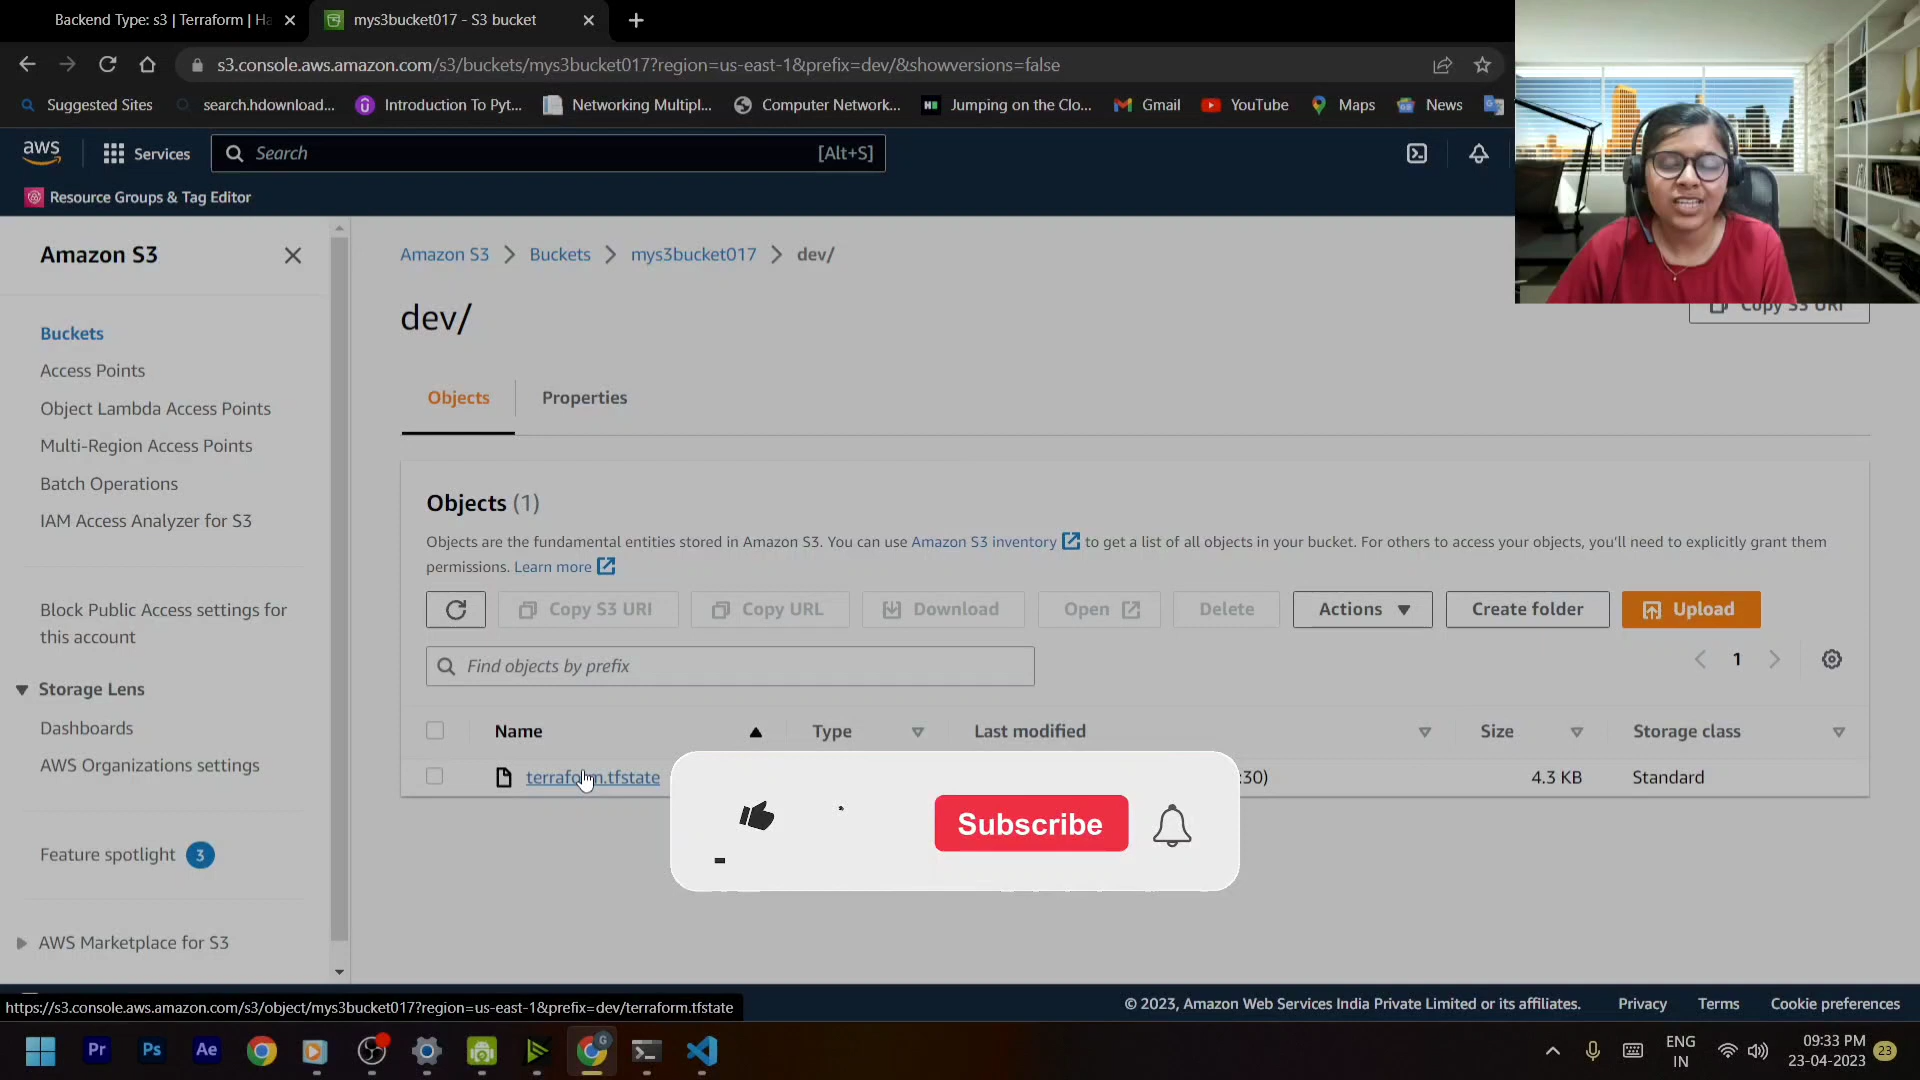 Backend Type: s3 | Terraform | Ha
mys3bucket017 - S3 bucket
s3.console.aws.amazon.com/s3/buckets/mys3bucket017?region=us-east-1&prefix=dev/&showversions=false
Suggested Sites
search.hdownload...
Introduction To Pyt...
Networking Multipl...
Computer Network...
Jumping on the Clo...
Gmail
YouTube
Maps
News
aws
Services
Search
[Alt+S]
Resource Groups & Tag Editor
Amazon S3
Buckets
Access Points
Object Lambda Access Points
Multi-Region Access Points
Batch Operations
IAM Access Analyzer for S3
Block Public Access settings for
this account
Storage Lens
Dashboards
AWS Organizations settings
Feature spotlight 3
AWS Marketplace for S3
Amazon S3 > Buckets > mys3bucket017 > dev/
dev/
Copy S3 URI
Objects
Properties
Objects (1)
Objects are the fundamental entities stored in Amazon S3. You can use Amazon S3 inventory to get a list of all objects in your bucket. For others to access your objects, you'll need to explicitly grant them
permissions. Learn more
Copy S3 URI
Copy URL
Download
Open
Delete
Actions
Create folder
Upload
Find objects by prefix
1
Name
Type
Last modified
Size
Storage class
terraform.tfstate
:30)
4.3 KB
Standard
Subscribe
https://s3.console.aws.amazon.com/s3/object/mys3bucket017?region=us-east-1&prefix=dev/terraform.tfstate
© 2023, Amazon Web Services India Private Limited or its affiliates.
Privacy
Terms
Cookie preferences
Pr
Ps
Ae
G
ENG
IN
09:33 PM
23-04-2023
23